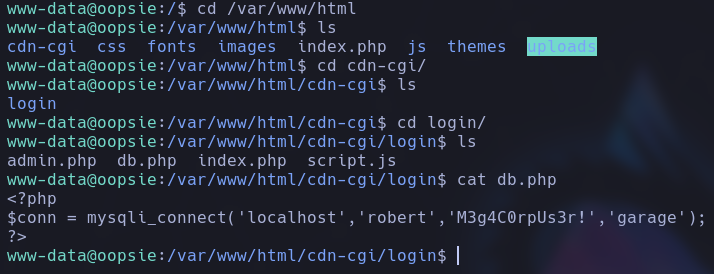 www-data@oopsie:/$ cd /var/www/html
www-data@oopsie:/var/www/html$ ls
cdn-cgi  css  fonts  images  index.php  js  themes  uploads
www-data@oopsie:/var/www/html$ cd cdn-cgi/
www-data@oopsie:/var/www/html/cdn-cgi$ ls
login
www-data@oopsie:/var/www/html/cdn-cgi$ cd login/
www-data@oopsie:/var/www/html/cdn-cgi/login$ ls
admin.php  db.php  index.php  script.js
www-data@oopsie:/var/www/html/cdn-cgi/login$ cat db.php
<?php
$conn = mysqli_connect('localhost','robert','M3g4C0rpUs3r!','garage');
?>
www-data@oopsie:/var/www/html/cdn-cgi/login$